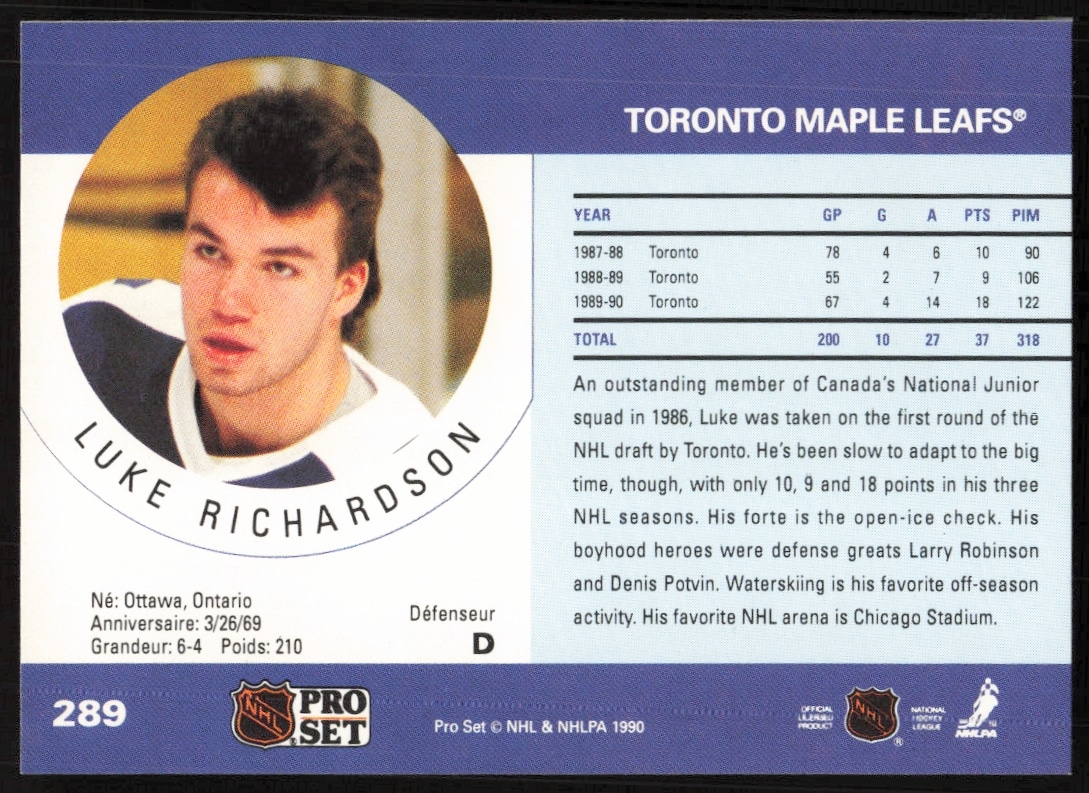 TORONTO MAPLE LEAFS®
YEAR GP G A PTS PIM
1987-88 Toronto 78 4 6 10 90
1988-89 Toronto 55 2 7 9 106
1989-90 Toronto 67 4 14 18 122
TOTAL 200 10 27 37 318
An outstanding member of Canada's National Junior
squad in 1986, Luke was taken on the first round of the
NHL draft by Toronto. He's been slow to adapt to the big
time, though, with only 10, 9 and 18 points in his three
NHL seasons. His forte is the open-ice check. His
boyhood heroes were defense greats Larry Robinson
and Denis Potvin. Waterskiing is his favorite off-season
activity. His favorite NHL arena is Chicago Stadium.
LUKE RICHARDSON
Né: Ottawa, Ontario
Anniversaire: 3/26/69
Grandeur: 6-4 Poids: 210
Défenseur
D
289
NHL
PRO
SET
Pro Set © NHL & NHLPA 1990
OFFICIAL
LICENSED
PRODUCT
NHL
®
NATIONAL
HOCKEY
LEAGUE
NHLPA